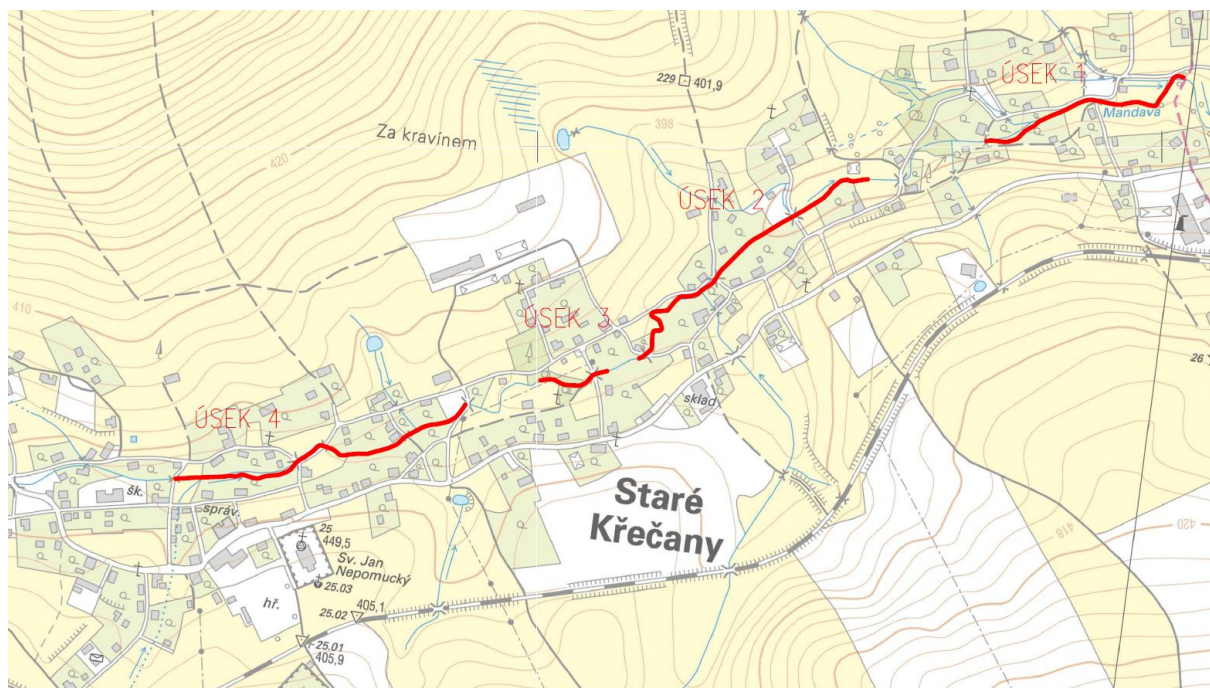 ÚSEK 1
229
401,9
Mandava
398
Za kravínem
420
ÚSEK 2
410
ÚSEK 3
26
ÚSEK 4
sklad
šk.
správ.
Staré
Křečany
25
449,5
Sv. Jan
Nepomucký
25.03
hř.
25.02
405,1
25.01
405,9
418
420